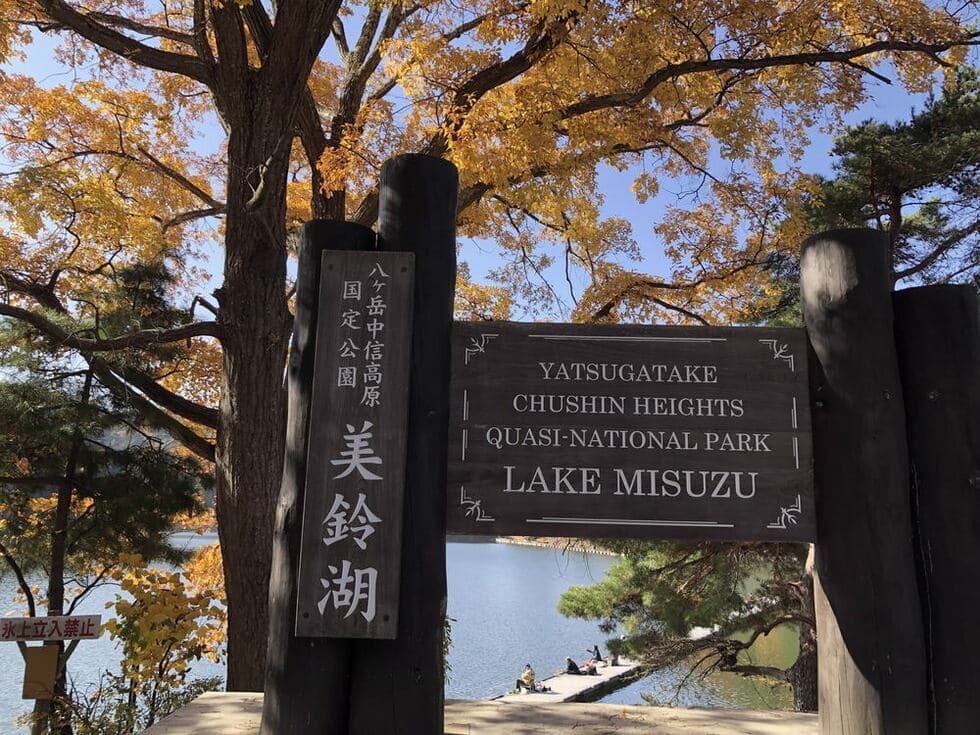 八ヶ岳中信高原
国定公園
美鈴湖
YATSUGATAKE
CHUSHIN HEIGHTS
QUASI-NATIONAL PARK
LAKE MISUZU
氷上立入禁止